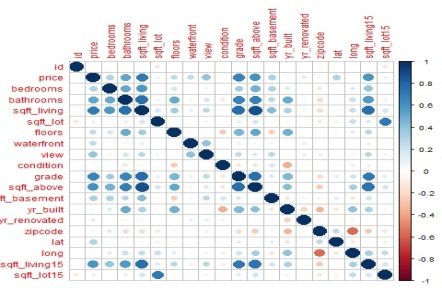 id
price
bedrooms
bathrooms
sqft_living
sqft_lot
floors
waterfront
view
condition
grade
sqft_above
sqft_basement
yr_built
yr_renovated
zipcode
lat
long
sqft_living15
sqft_lot15
id
price
bedrooms
bathrooms
sqft_living
sqft_lot
floors
waterfront
view
condition
grade
sqft_above
ft_basement
yr_built
yr_renovated
zipcode
lat
long
sqft_living15
sqft_lot15
1
0.8
0.6
0.4
0.2
0
-0.2
-0.4
-0.6
-0.8
-1